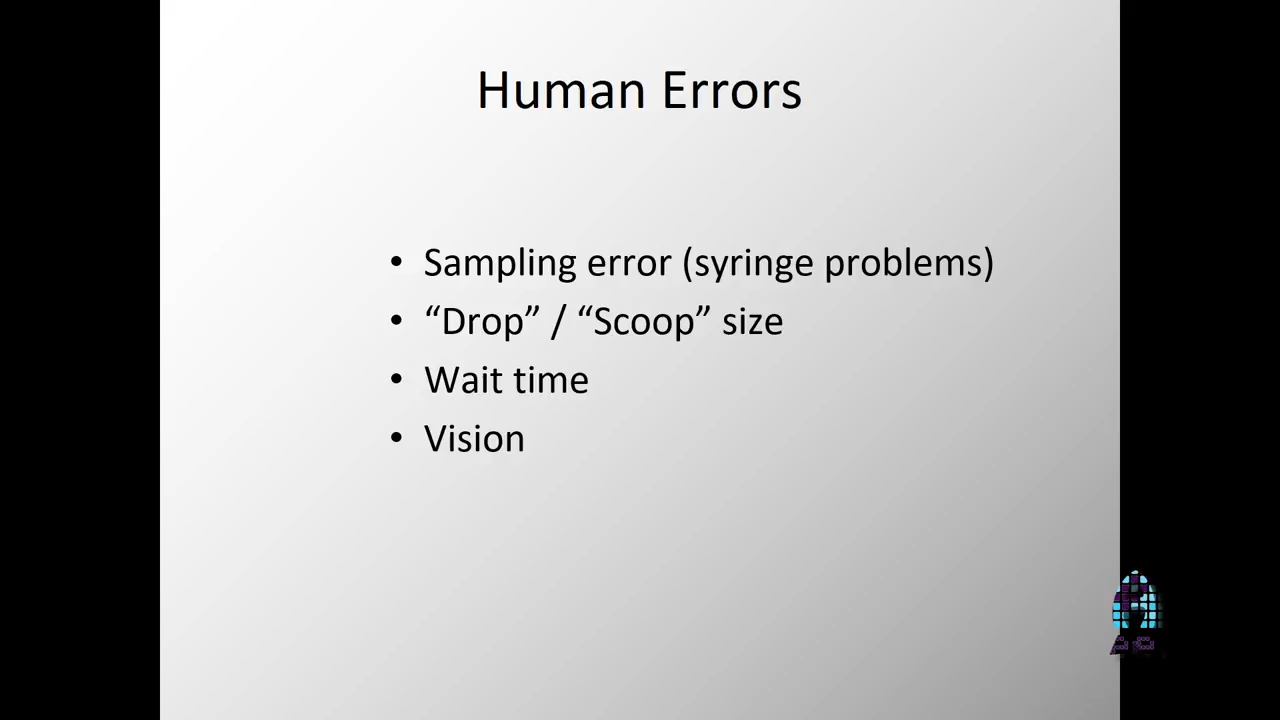 Human Errors
• Sampling error (syringe problems)
• “Drop” / “Scoop” size
• Wait time
• Vision